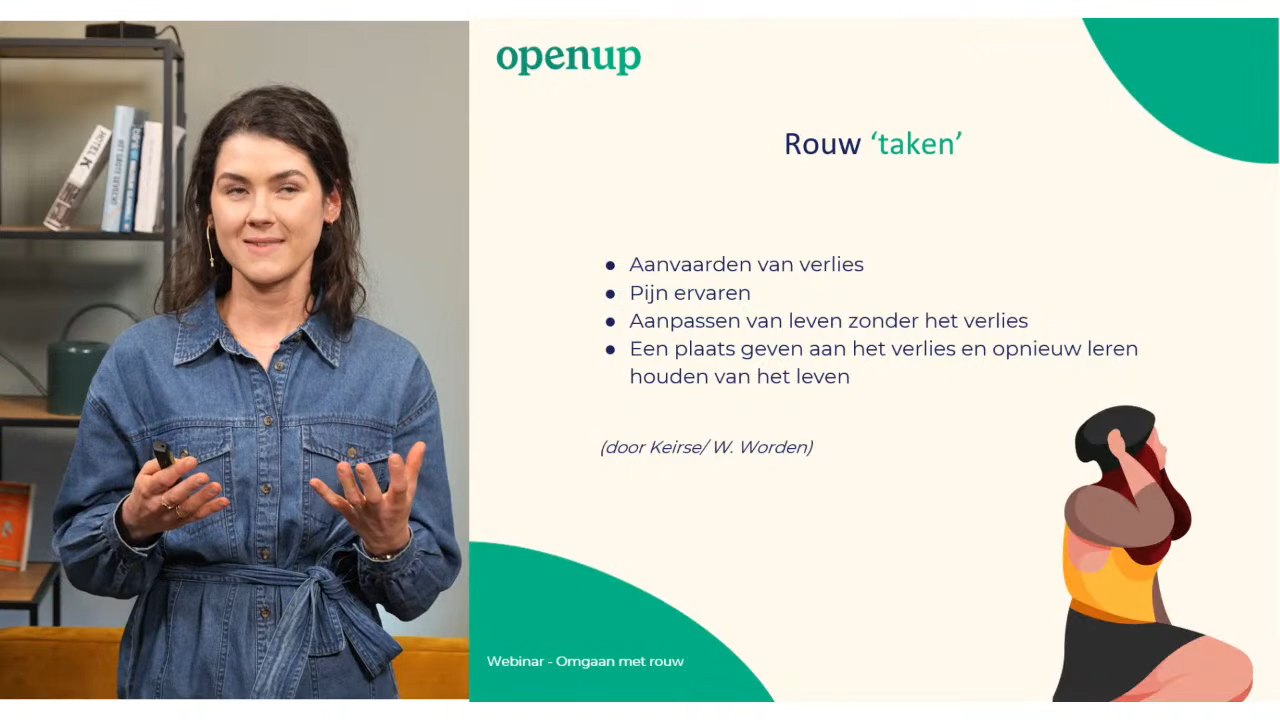 openup
Rouw ‘taken’
● Aanvaarden van verlies
● Pijn ervaren
● Aanpassen van leven zonder het verlies
● Een plaats geven aan het verlies en opnieuw leren
houden van het leven
(door Keirse/ W. Worden)
Webinar - Omgaan met rouw
HOTEL